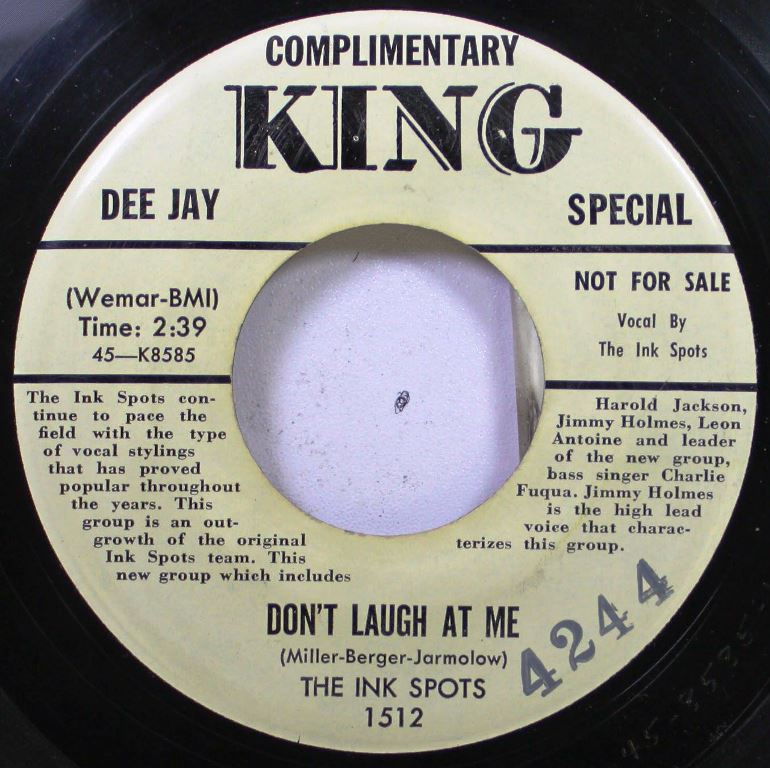 COMPLIMENTARY
KING
DEE JAY
SPECIAL
(Wemar-BMI)
Time: 2:39
45—K8585
NOT FOR SALE
Vocal By
The Ink Spots
The Ink Spots con-
tinue to pace the
field with the type
of vocal stylings
that has proved
popular throughout
the years. This
group is an out-
growth of the original
Ink Spots team. This
new group which includes
Harold Jackson,
Jimmy Holmes, Leon
Antoine and leader
of the new group,
bass singer Charlie
Fuqua. Jimmy Holmes
is the high lead
voice that charac-
terizes this group.
DON'T LAUGH AT ME
(Miller-Berger-Jarmolow)
THE INK SPOTS
1512
4244